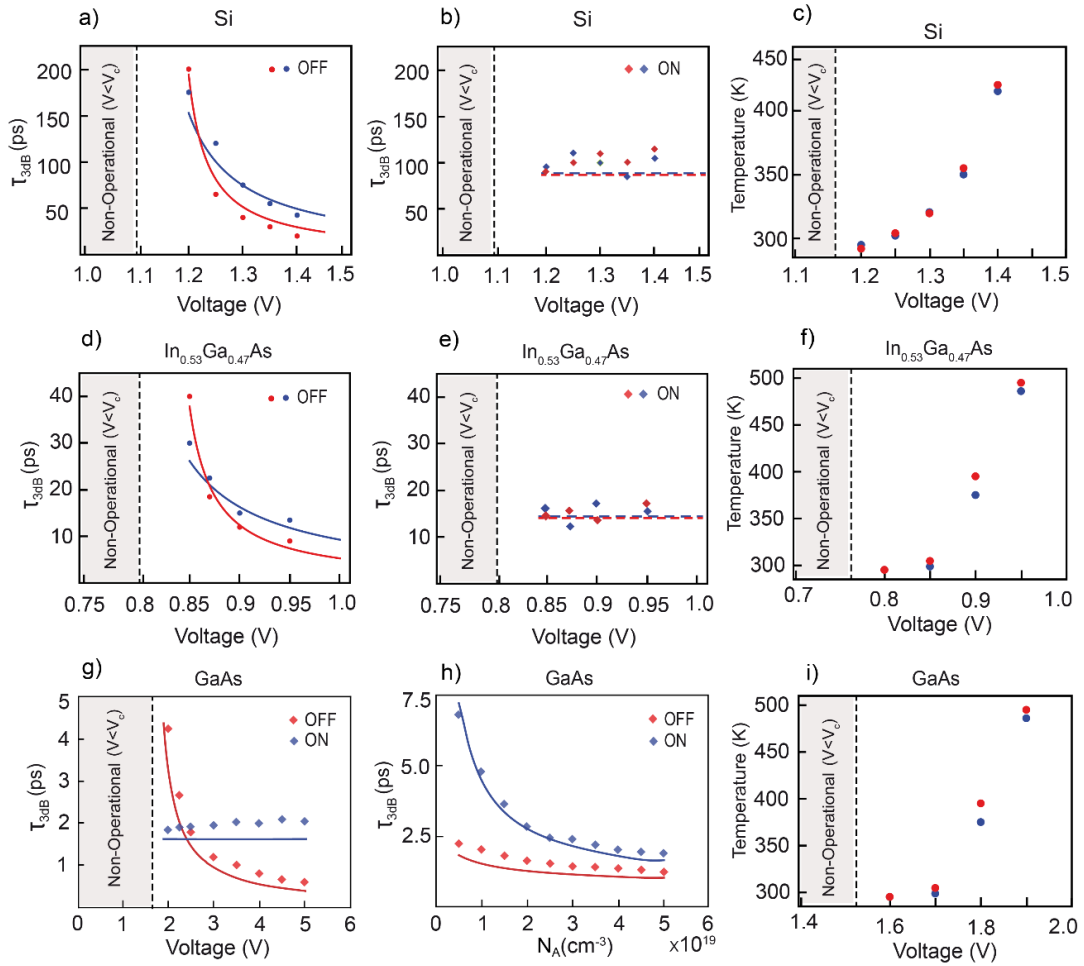 a)
Si
Non-Operational (V<Vc)
OFF
200
150
100
50
τ3dB (ps)
1.0 1.1 1.2 1.3 1.4 1.5
Voltage (V)
b)
Si
Non-Operational (V<Vc)
ON
200
150
100
50
τ3dB (ps)
1.0 1.1 1.2 1.3 1.4 1.5
Voltage (V)
c)
Si
Non-Operational (V<Vc)
450
400
350
300
Temperature (K)
1.1 1.2 1.3 1.4 1.5
Voltage (V)
d)
In0.53Ga0.47As
Non-Operational (V<Vc)
OFF
40
30
20
10
τ3dB (ps)
0.75 0.8 0.85 0.9 0.95 1.0
Voltage (V)
e)
In0.53Ga0.47As
Non-Operational (V<Vc)
ON
40
30
20
10
τ3dB (ps)
0.75 0.8 0.85 0.9 0.95 1.0
Voltage (V)
f)
In0.53Ga0.47As
Non-Operational (V<Vc)
500
450
400
350
300
Temperature (K)
0.7 0.8 0.9 1.0
Voltage (V)
g)
GaAs
Non-Operational (V<Vc)
OFF
ON
5
4
3
2
1
τ3dB (ps)
0 1 2 3 4 5 6
Voltage (V)
h)
GaAs
OFF
ON
7.5
5.0
2.5
τ3dB (ps)
0 1 2 3 4 5 6
NA(cm-3)
×1019
i)
GaAs
Non-Operational (V<Vc)
500
450
400
350
300
Temperature (K)
1.4 1.6 1.8 2.0
Voltage (V)